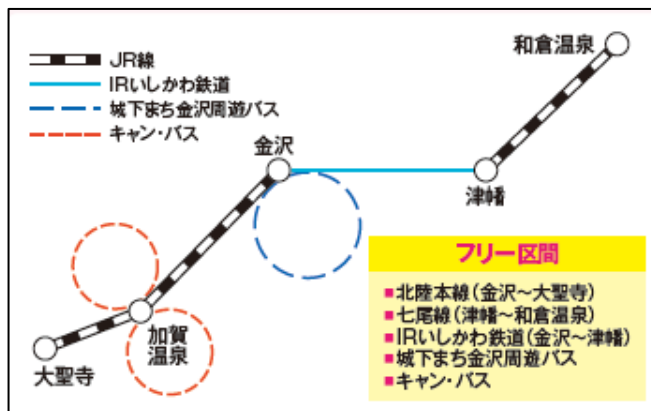 JR線
IRいしかわ鉄道
城下まち金沢周遊バス
キャン・バス
和倉温泉
金沢
津幡
加賀
温泉
大聖寺
フリー区間
■北陸本線(金沢~大聖寺)
■七尾線(津幡~和倉温泉)
■IRいしかわ鉄道(金沢~津幡)
■城下まち金沢周遊バス
■キャン・バス